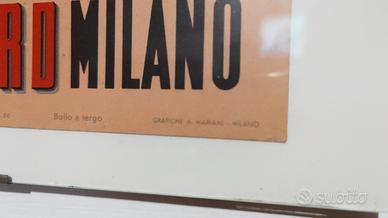 RD MILANO
Bollo a tergo GRAFICHE A. MARIANI - MILANO
subito